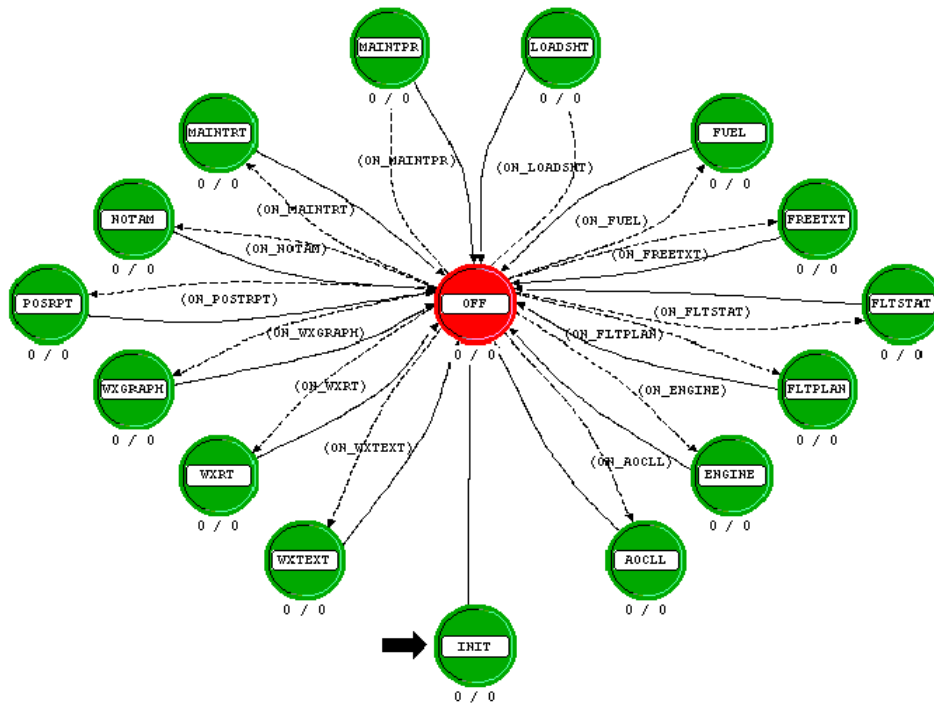 MAINTPR
LOADSHT
0 / 0
0 / 0
MAINTRT
FUEL
(ON_MAINTPR)
(ON_LOADSHT)
0 / 0
0 / 0
NOTAM
(ON_MAINTRT)
(ON_FUEL)
FREETXT
(ON_NOTAM)
(ON_FREETXT)
0 / 0
0 / 0
POSRPT
(ON_POSTRPT)
OFF
(ON_FLTSTAT)
FLTSTAT
(ON_WXGRAPH)
(ON_FLTPLAN)
0 / 0
0 / 0
0 / 0
WXGRAPH
(ON_WXRT)
(ON_ENGINE)
FLTPLAN
0 / 0
0 / 0
(ON_WXTEXT)
(ON_AOCLL)
WXRT
ENGINE
0 / 0
0 / 0
WXTEXT
AOCLL
0 / 0
0 / 0
INIT
0 / 0